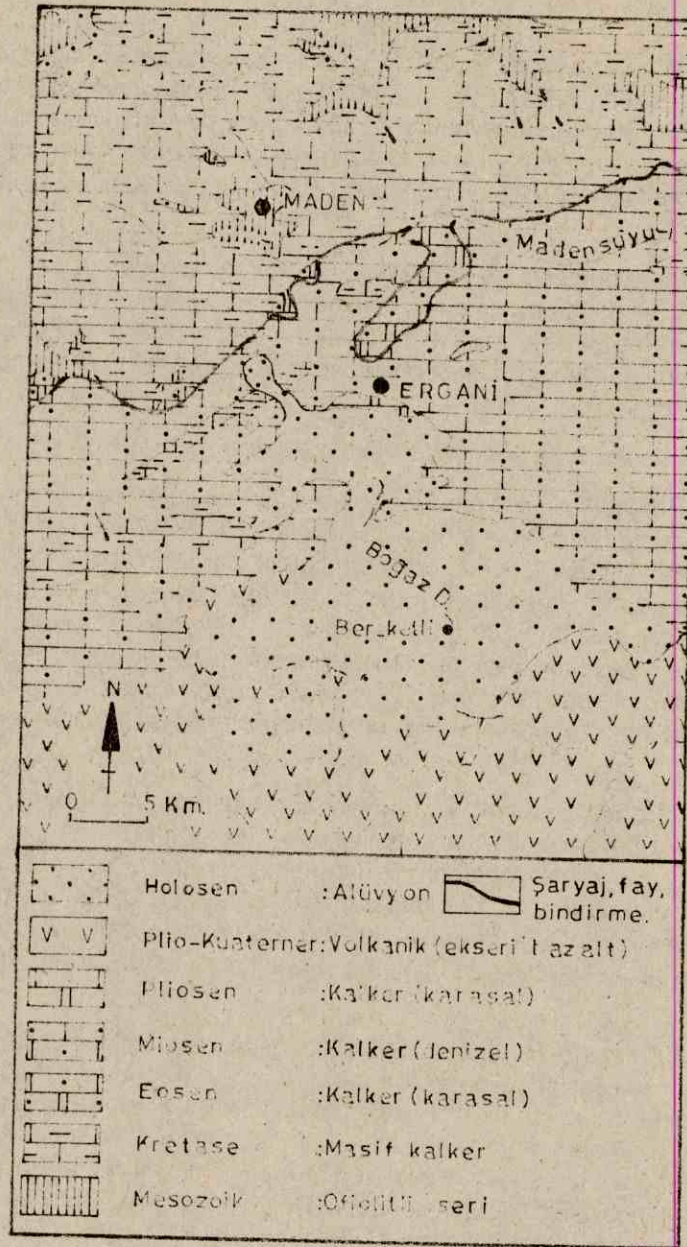 MADEN
Madensuyu
ERGANİ
Boğaz D.
N
0 5 Km.
Holosen :Alüvyon Şaryaj, fay,
bindirme.
Plio-Kuaterner:Volkanik (ekseri bazalt)
Pliosen :Kalker (karasal)
Miosen :Kalker (denizel)
Eosen :Kalker (karasal)
Kretase :Masif kalker
Mesozoik :Ofiolitli seri